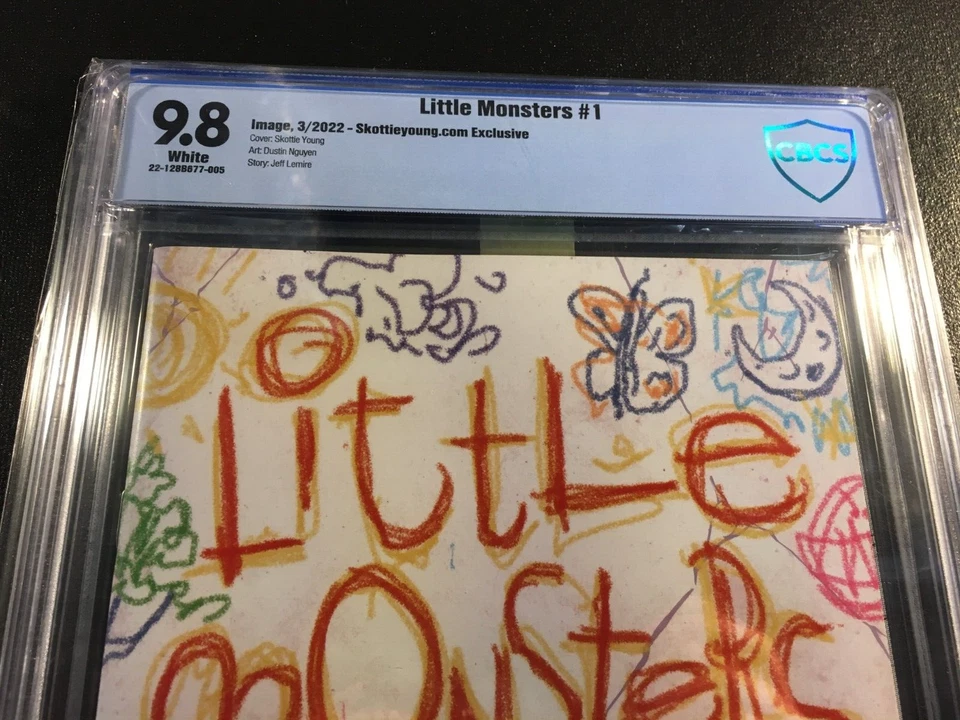 Little Monsters #1
9.8
White
22-128B877-005
Image, 3/2022 - Skottieyoung.com Exclusive
Cover: Skottie Young
Art: Dustin Nguyen
Story: Jeff Lemire
CBCS
LittLe
mOnsteRs